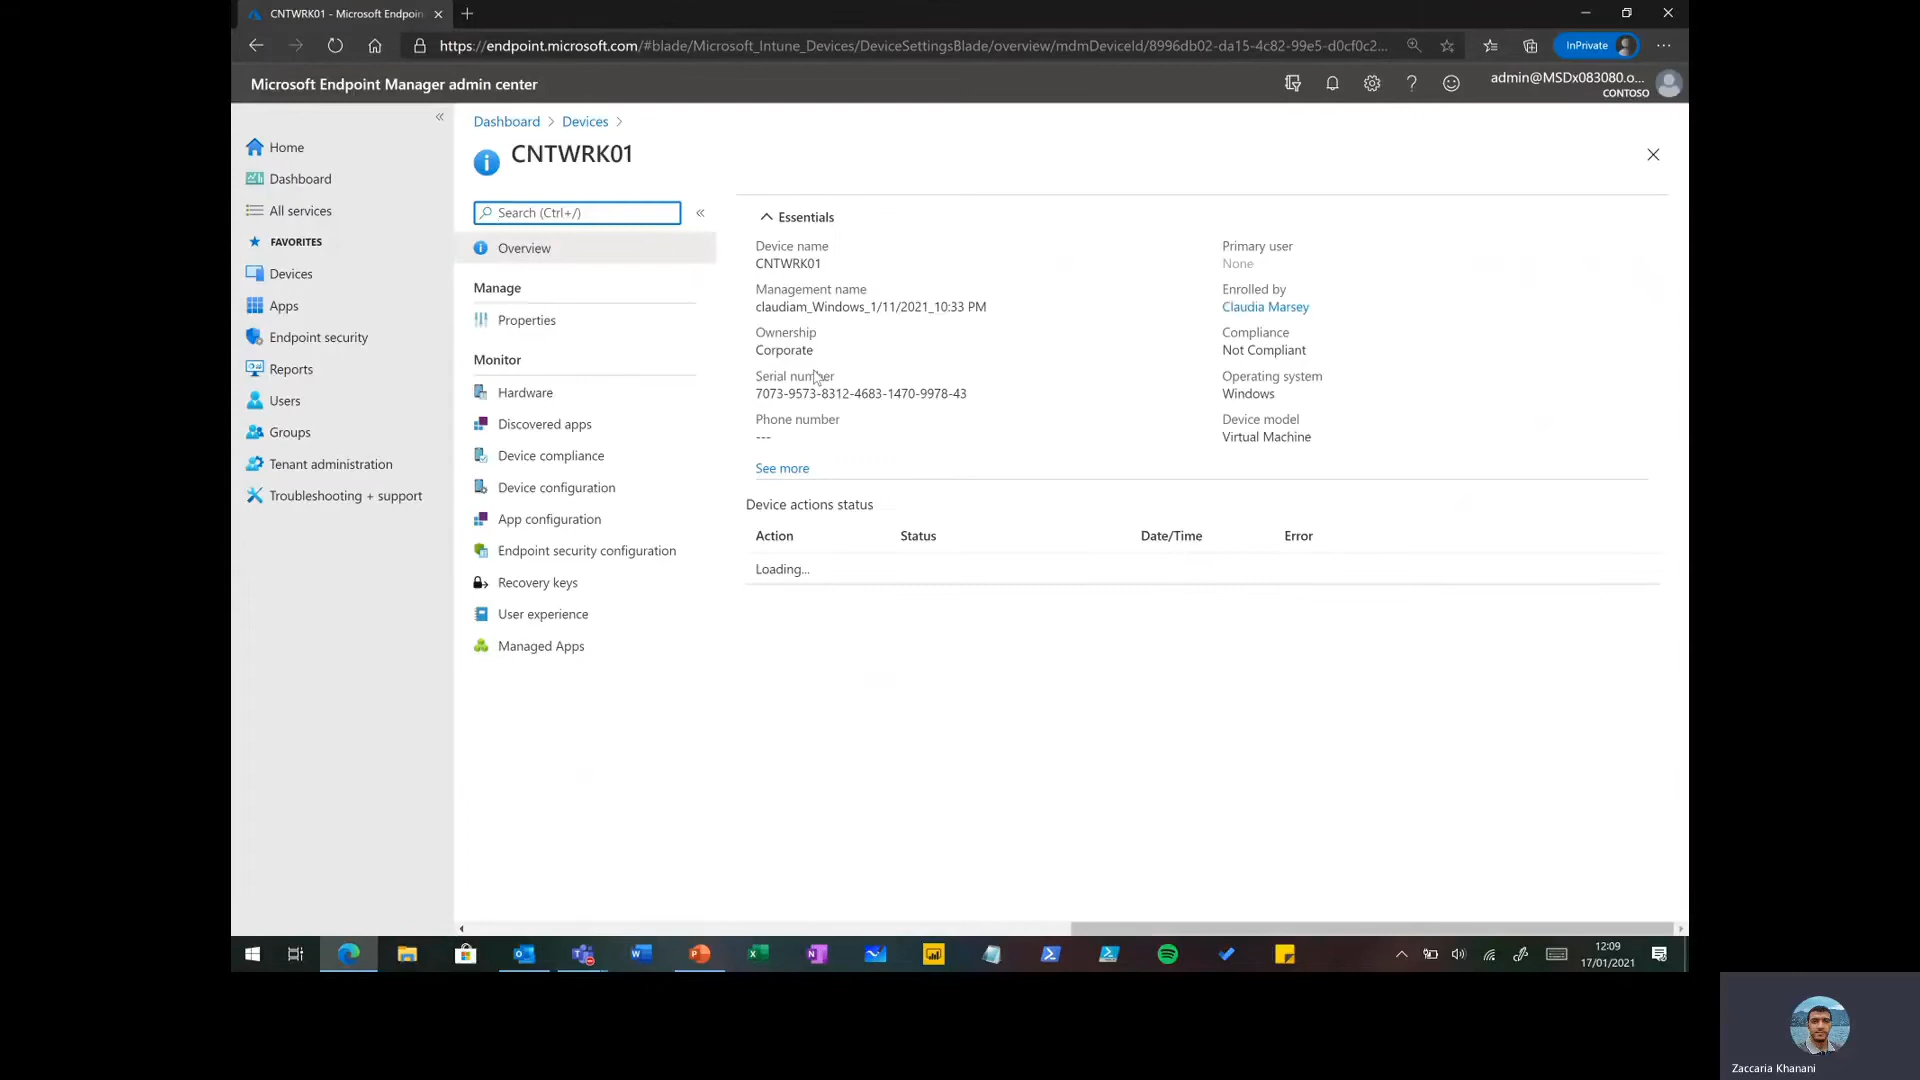 CNTWRK01 - Microsoft Endpoin
https://endpoint.microsoft.com/#blade/Microsoft_Intune_Devices/DeviceSettingsBlade/overview/mdmDeviceId/8996db02-da15-4c82-99e5-d0cf0c2...
InPrivate
Microsoft Endpoint Manager admin center
admin@MSDx083080.o...
CONTOSO
Home
Dashboard
All services
FAVORITES
Devices
Apps
Endpoint security
Reports
Users
Groups
Tenant administration
Troubleshooting + support
Dashboard > Devices >
CNTWRK01
Search (Ctrl+/)
Overview
Manage
Properties
Monitor
Hardware
Discovered apps
Device compliance
Device configuration
App configuration
Endpoint security configuration
Recovery keys
User experience
Managed Apps
Essentials
Device name
CNTWRK01
Management name
claudiam_Windows_1/11/2021_10:33 PM
Ownership
Corporate
Serial number
7073-9573-8312-4683-1470-9978-43
Phone number
---
See more
Primary user
None
Enrolled by
Claudia Marsey
Compliance
Not Compliant
Operating system
Windows
Device model
Virtual Machine
Device actions status
Action Status Date/Time Error
Loading...
12:09
17/01/2021
Zaccaria Khanani